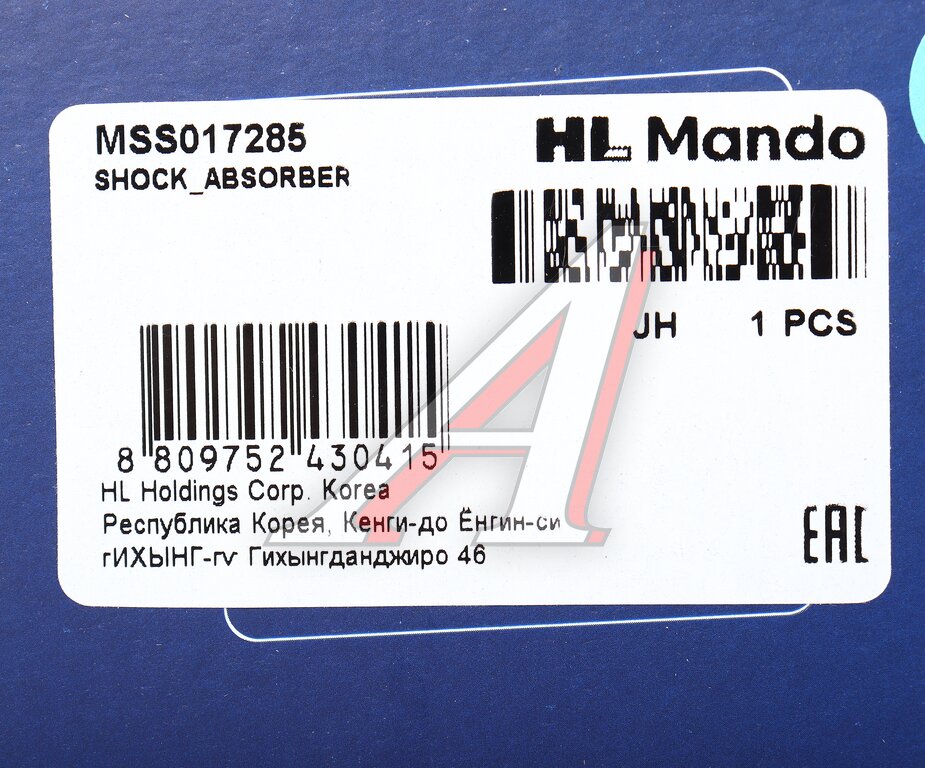 MSS017285
SHOCK_ABSORBER
HL Mando
JH 1 PCS
8 809752 430415
HL Holdings Corp. Korea
Республика Корея, Кенги-до Ёнгин-си
гИХЫНГ-гу Гихынгданджиро 46
EAC